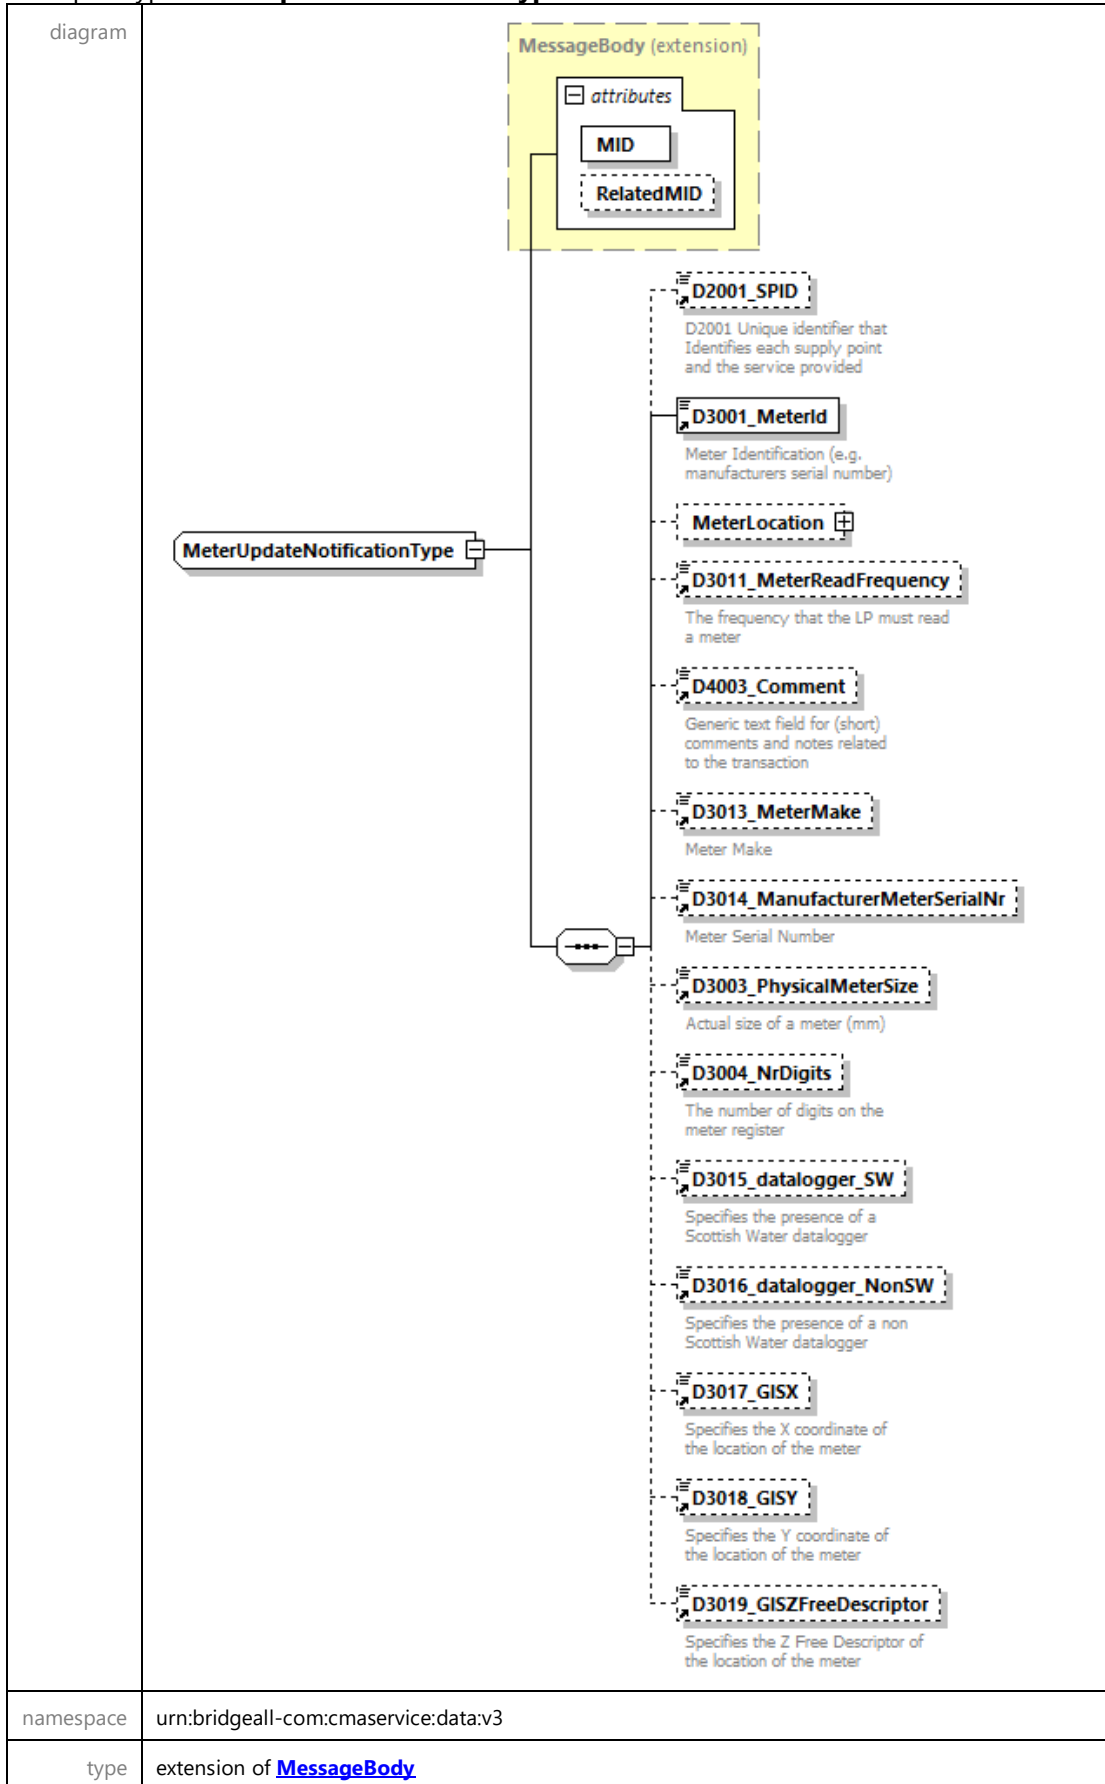 diagram
MessageBody (extension)
attributes
MID
RelatedMID
D2001_SPID
D2001 Unique identifier that
Identifies each supply point
and the service provided
D3001_MeterId
Meter Identification (e.g.
manufacturers serial number)
MeterLocation
MeterUpdateNotificationType
D3011_MeterReadFrequency
The frequency that the LP must read
a meter
D4003_Comment
Generic text field for (short)
comments and notes related
to the transaction
D3013_MeterMake
Meter Make
D3014_ManufacturerMeterSerialNr
Meter Serial Number
D3003_PhysicalMeterSize
Actual size of a meter (mm)
D3004_NrDigits
The number of digits on the
meter register
D3015_datalogger_SW
Specifies the presence of a
Scottish Water datalogger
D3016_datalogger_NonSW
Specifies the presence of a non
Scottish Water datalogger
D3017_GISX
Specifies the X coordinate of
the location of the meter
D3018_GISY
Specifies the Y coordinate of
the location of the meter
D3019_GISZFreeDescriptor
Specifies the Z Free Descriptor of
the location of the meter
namespace urn:bridgeall-com:cmaservice:data:v3
type extension of MessageBody